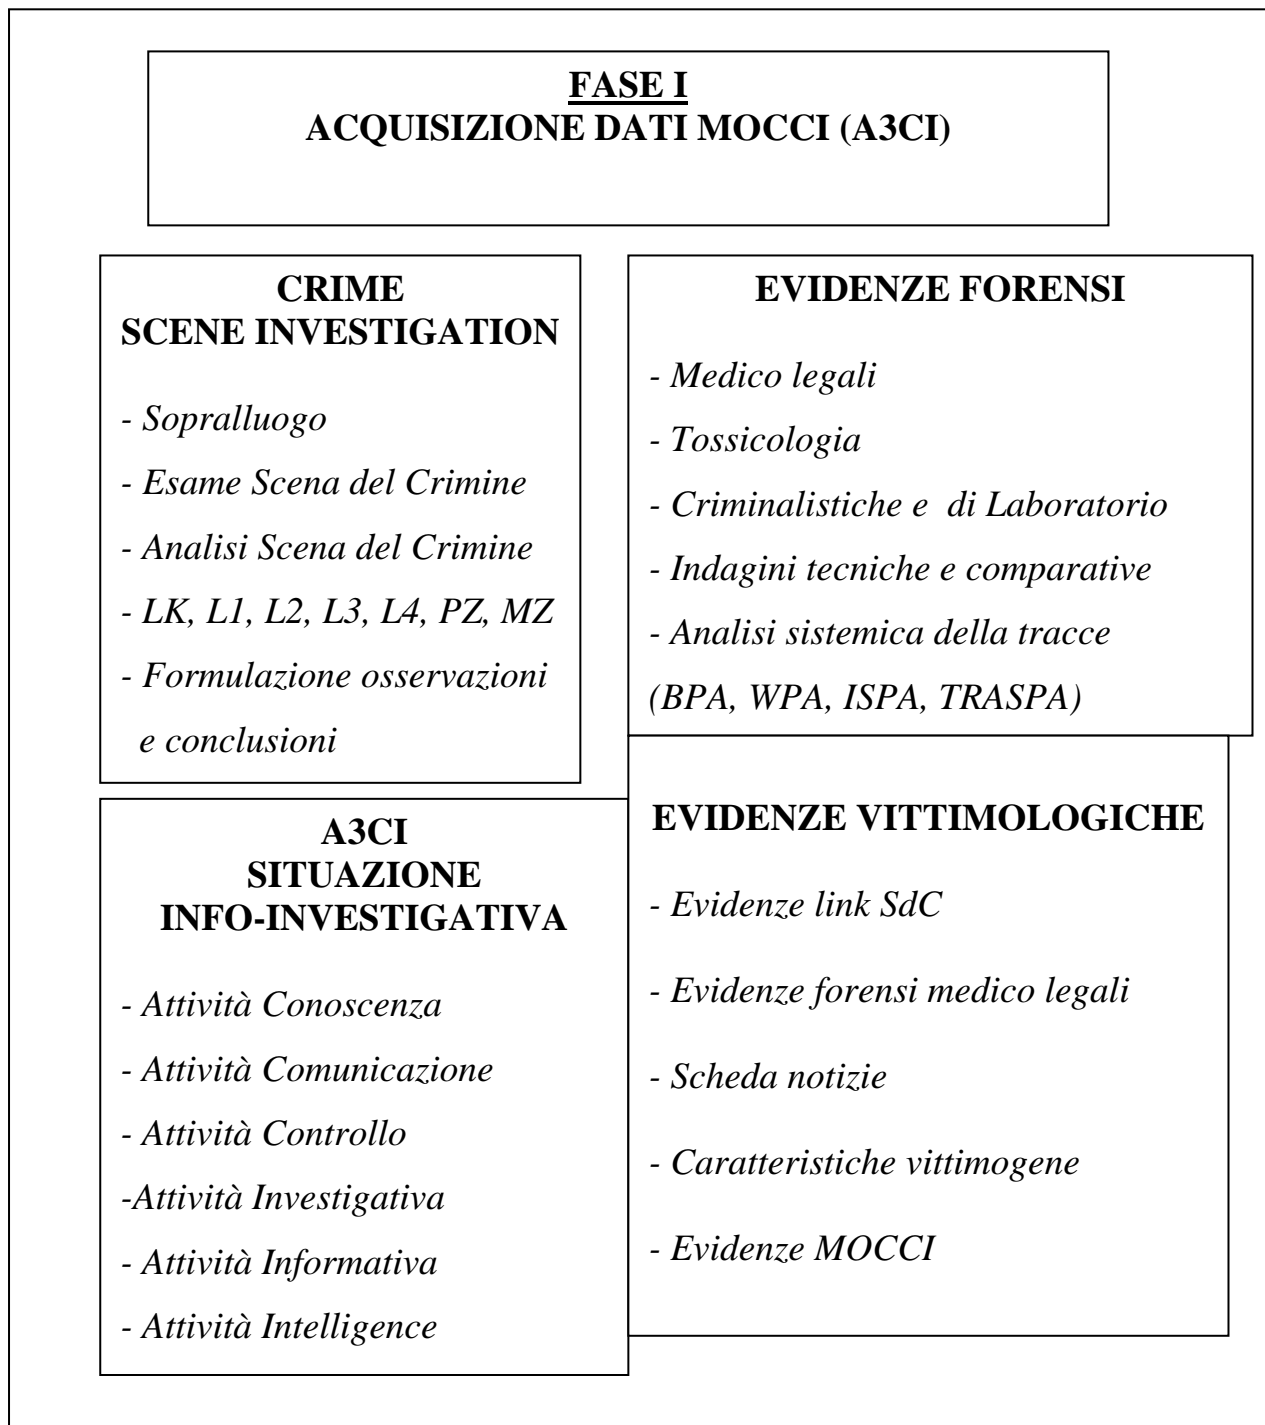 FASE I
ACQUISIZIONE DATI MOCCI (A3CI)
CRIME
SCENE INVESTIGATION
- Sopralluogo
- Esame Scena del Crimine
- Analisi Scena del Crimine
- LK, L1, L2, L3, L4, PZ, MZ
- Formulazione osservazioni
e conclusioni
EVIDENZE FORENSI
- Medico legali
- Tossicologia
- Criminalistiche e  di Laboratorio
- Indagini tecniche e comparative
- Analisi sistemica della tracce
(BPA, WPA, ISPA, TRASPA)
A3CI
SITUAZIONE
INFO-INVESTIGATIVA
- Attività Conoscenza
- Attività Comunicazione
- Attività Controllo
-Attività Investigativa
- Attività Informativa
- Attività Intelligence
EVIDENZE VITTIMOLOGICHE
- Evidenze link SdC
- Evidenze forensi medico legali
- Scheda notizie
- Caratteristiche vittimogene
- Evidenze MOCCI